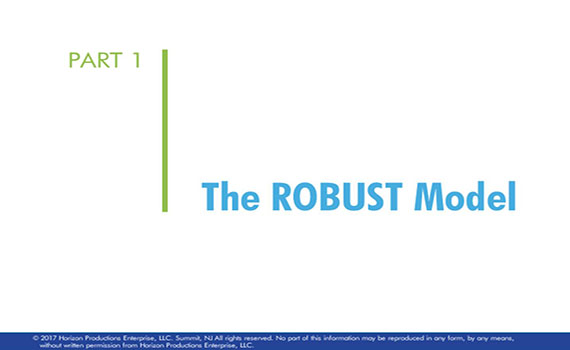 PART 1
The ROBUST Model
© 2017 Horizon Productions Enterprise, LLC. Summit, NJ All rights reserved. No part of this information may be reproduced in any form, by any means,
without written permission from Horizon Productions Enterprise, LLC.